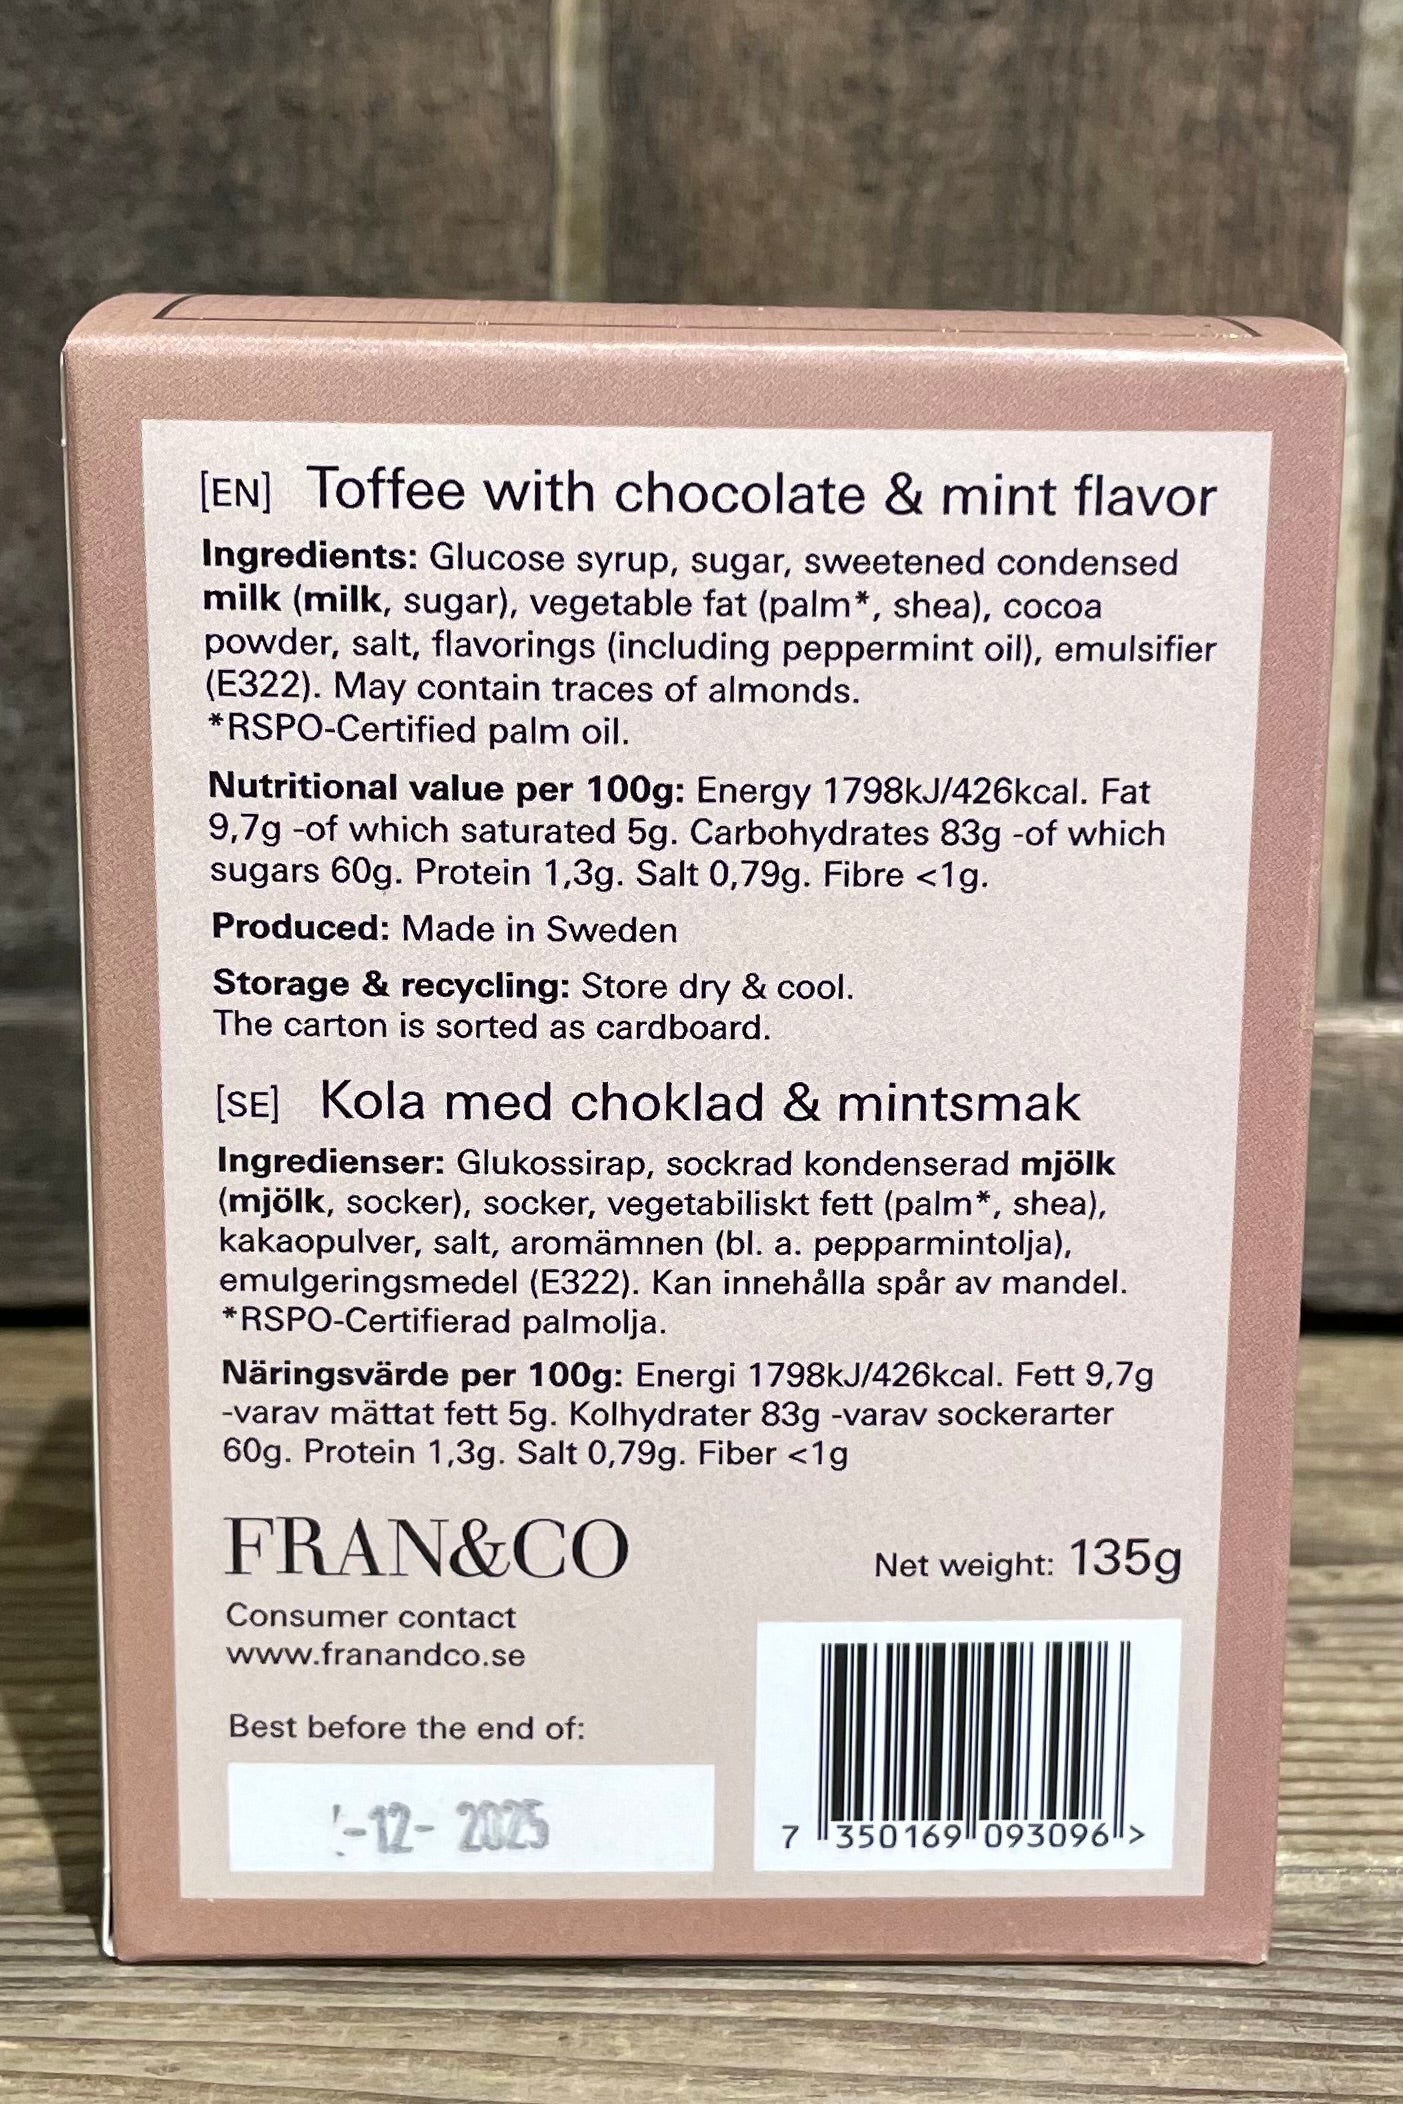 [EN] Toffee with chocolate & mint flavor
Ingredients: Glucose syrup, sugar, sweetened condensed
milk (milk, sugar), vegetable fat (palm*, shea), cocoa
powder, salt, flavorings (including peppermint oil), emulsifier
(E322). May contain traces of almonds.
*RSPO-Certified palm oil.
Nutritional value per 100g: Energy 1798kJ/426kcal. Fat
9,7g -of which saturated 5g. Carbohydrates 83g -of which
sugars 60g. Protein 1,3g. Salt 0,79g. Fibre <1g.
Produced: Made in Sweden
Storage & recycling: Store dry & cool.
The carton is sorted as cardboard.
[SE] Kola med choklad & mintsmak
Ingredienser: Glukossirap, sockrad kondenserad mjölk
(mjölk, socker), socker, vegetabiliskt fett (palm*, shea),
kakaopulver, salt, aromämnen (bl. a. pepparmintolja),
emulgeringsmedel (E322). Kan innehålla spår av mandel.
*RSPO-Certifierad palmolja.
Näringsvärde per 100g: Energi 1798kJ/426kcal. Fett 9,7g
-varav mättat fett 5g. Kolhydrater 83g -varav sockerarter
60g. Protein 1,3g. Salt 0,79g. Fiber <1g
FRAN&CO
Net weight: 135g
Consumer contact
www.franandco.se
Best before the end of:
-12- 2025
7 350169 093096 >